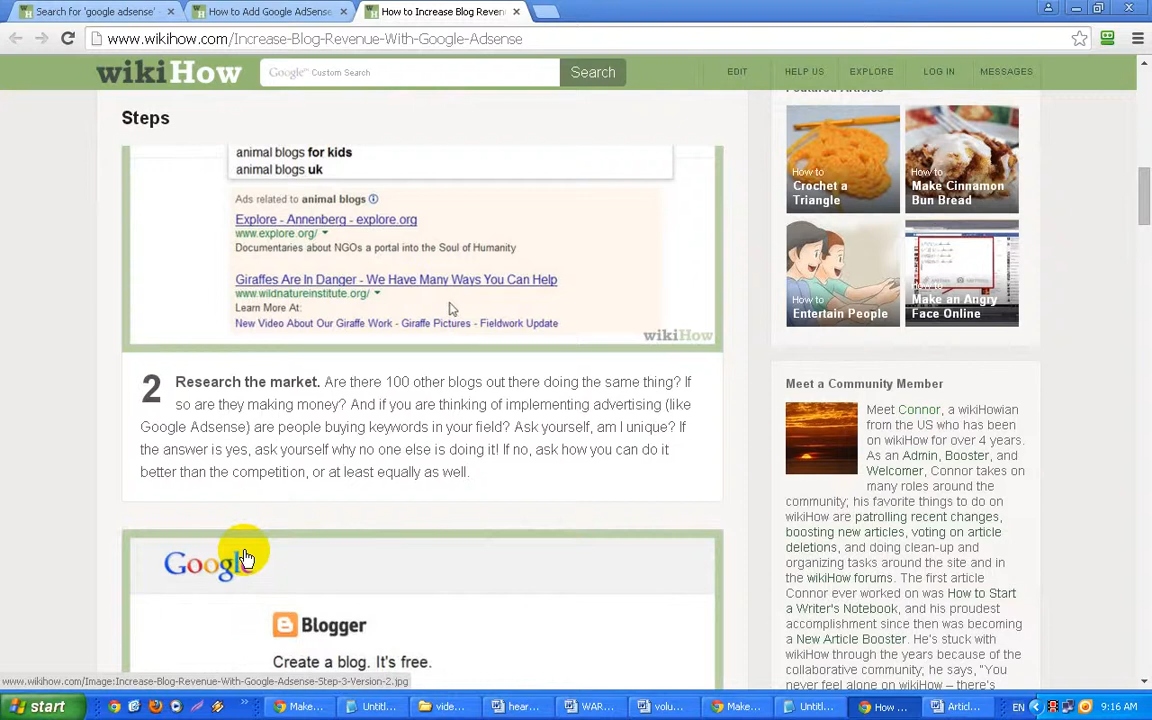 Search for 'google adsense'
How to Add Google AdSense
How to Increase Blog Reven
www.wikihow.com/Increase-Blog-Revenue-With-Google-Adsense
wikiHow
Google™ Custom Search
Search
EDIT
HELP US
EXPLORE
LOG IN
MESSAGES
Steps
animal blogs for kids
animal blogs uk
Ads related to animal blogs
Explore - Annenberg - explore.org
www.explore.org/
Documentaries about NGOs a portal into the Soul of Humanity
Giraffes Are In Danger - We Have Many Ways You Can Help
www.wildnatureinstitute.org/
Learn More At:
New Video About Our Giraffe Work - Giraffe Pictures - Fieldwork Update
wikiHow
2 Research the market. Are there 100 other blogs out there doing the same thing? If
so are they making money? And if you are thinking of implementing advertising (like
Google Adsense) are people buying keywords in your field? Ask yourself, am I unique? If
the answer is yes, ask yourself why no one else is doing it! If no, ask how you can do it
better than the competition, or at least equally as well.
Google
Blogger
Create a blog. It's free.
Featured Articles
How to
Crochet a
Triangle
How to
Make Cinnamon
Bun Bread
How to
Entertain People
How to
Make an Angry
Face Online
Meet a Community Member
Meet Connor, a wikiHowian
from the US who has been
on wikiHow for over 4 years.
As an Admin, Booster, and
Welcomer, Connor takes on
many roles around the
community; his favorite things to do on
wikiHow are patrolling recent changes,
boosting new articles, voting on article
deletions, and doing clean-up and
organizing tasks around the site and in
the wikiHow forums. The first article
Connor ever worked on was How to Start
a Writer's Notebook, and his proudest
accomplishment since then was becoming
a New Article Booster. He's stuck with
wikiHow through the years because of the
collaborative community; he says, "You
never feel alone on wikiHow – there's
www.wikihow.com/Image:Increase-Blog-Revenue-With-Google-Adsense-Step-3-Version-2.jpg
start
Make...
Untitl...
vide...
hear...
WAR...
volu...
Make...
Untitl...
How ...
Articl...
EN
9:16 AM